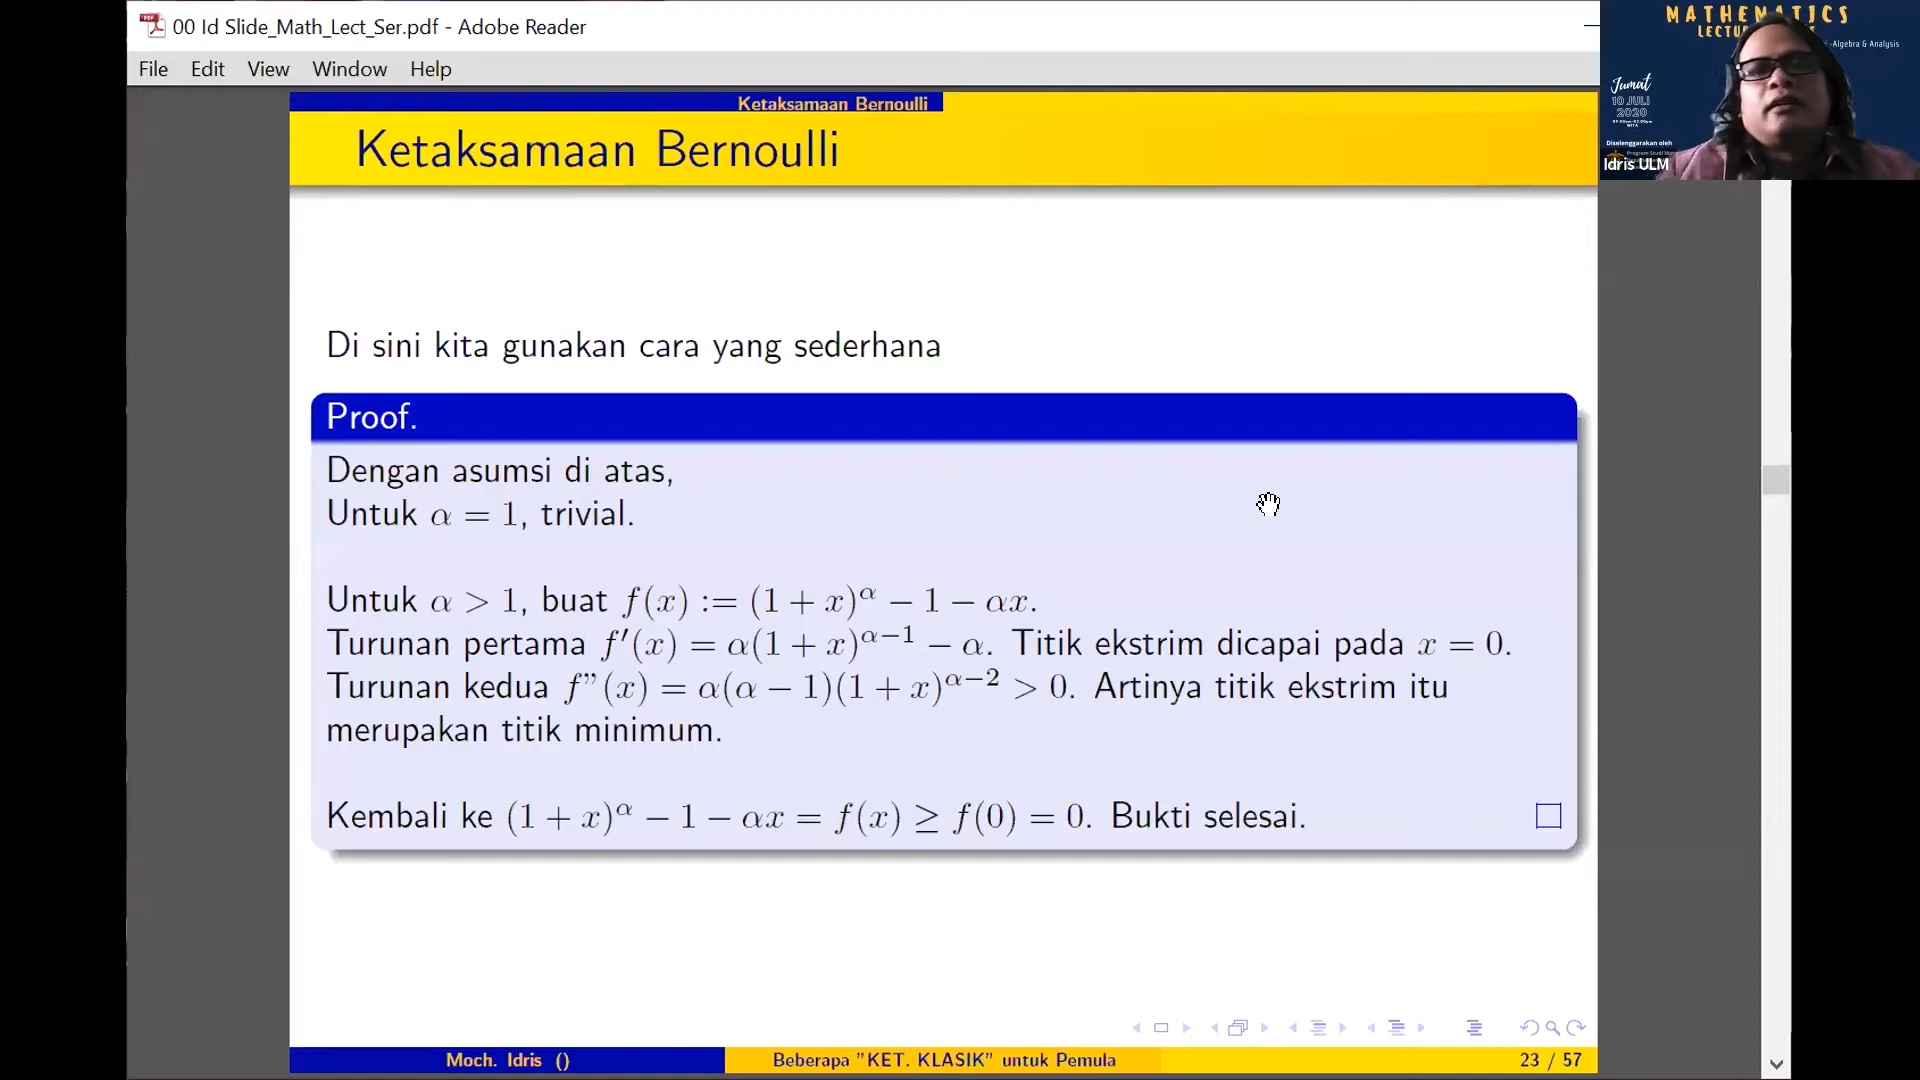 00 Id Slide_Math_Lect_Ser.pdf - Adobe Reader
File Edit View Window Help
MATHEMATICS
-Algebra & Analysis
Jumat
10 JULI
2020
Diselenggarakan oleh
Idris ULM
Ketaksamaan Bernoulli
Ketaksamaan Bernoulli
Di sini kita gunakan cara yang sederhana
Proof.
Dengan asumsi di atas,
Untuk α = 1, trivial.
Untuk α > 1, buat f(x) := (1 + x)^α − 1 − αx.
Turunan pertama f′(x) = α(1 + x)^{α−1} − α. Titik ekstrim dicapai pada x = 0.
Turunan kedua f”(x) = α(α − 1)(1 + x)^{α−2} > 0. Artinya titik ekstrim itu
merupakan titik minimum.
Kembali ke (1 + x)^α − 1 − αx = f(x) ≥ f(0) = 0. Bukti selesai.
Moch. Idris () Beberapa ”KET. KLASIK” untuk Pemula 23 / 57